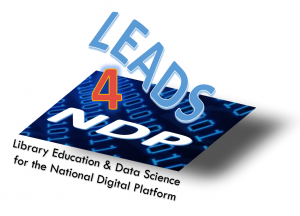 LEADS
4
NDP
Library Education & Data Science
for the National Digital Platform